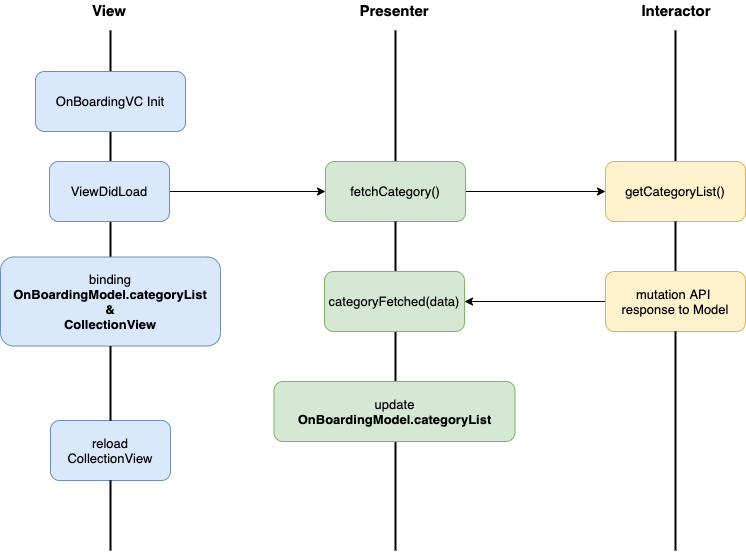 View
Presenter
Interactor
OnBoardingVC Init
ViewDidLoad
fetchCategory()
getCategoryList()
binding
OnBoardingModel.categoryList
&
CollectionView
categoryFetched(data)
mutation API
response to Model
update
OnBoardingModel.categoryList
reload
CollectionView